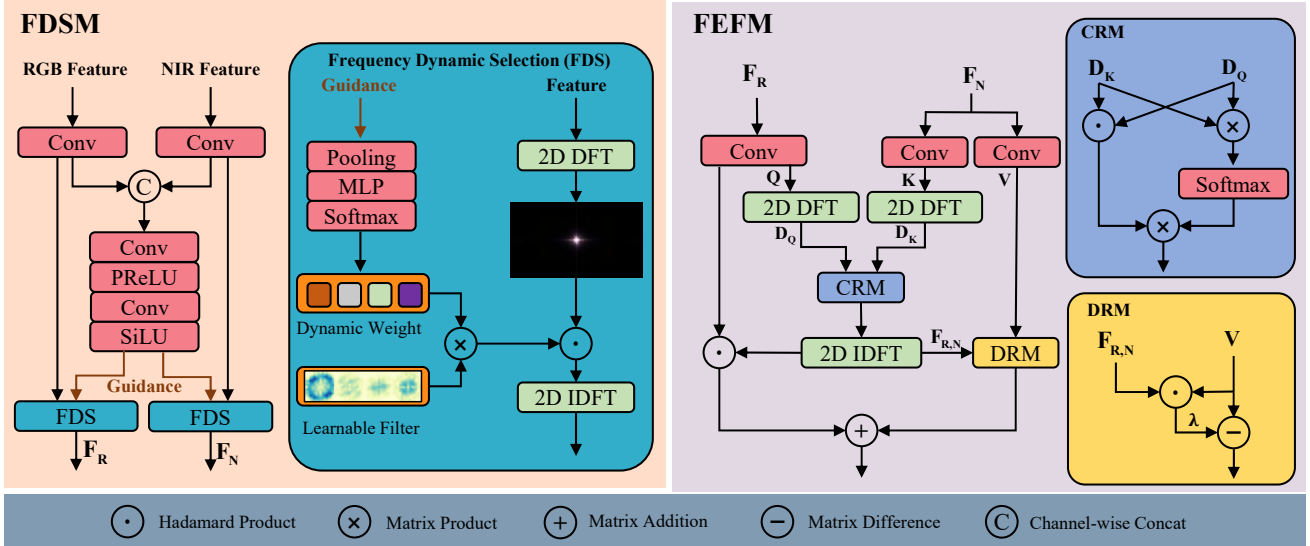 FDSM
RGB Feature
NIR Feature
Conv
Conv
C
Conv
PReLU
Conv
SiLU
Guidance
FDS
FDS
F_R
F_N
Frequency Dynamic Selection (FDS)
Guidance
Feature
Pooling
MLP
Softmax
2D DFT
Dynamic Weight
×
·
Learnable Filter
2D IDFT
FEFM
F_R
F_N
Conv
Conv
Conv
Q
K
V
2D DFT
2D DFT
D_Q
D_K
CRM
·
2D IDFT
F_R,N
DRM
+
CRM
D_K
D_Q
·
×
Softmax
×
DRM
F_R,N
V
·
λ
−
· Hadamard Product
× Matrix Product
+ Matrix Addition
− Matrix Difference
C Channel-wise Concat